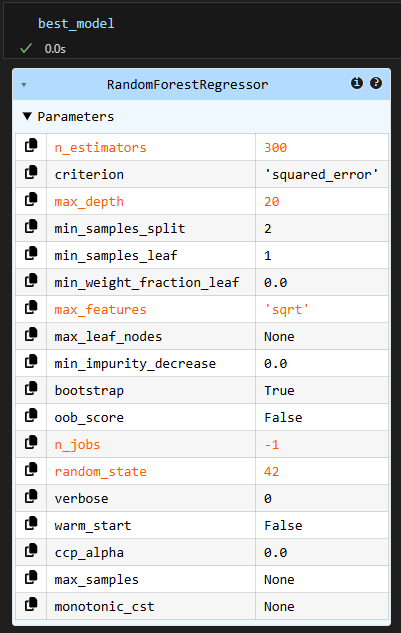 best_model
0.0s
RandomForestRegressor
Parameters
n_estimators 300
criterion 'squared_error'
max_depth 20
min_samples_split 2
min_samples_leaf 1
min_weight_fraction_leaf 0.0
max_features 'sqrt'
max_leaf_nodes None
min_impurity_decrease 0.0
bootstrap True
oob_score False
n_jobs -1
random_state 42
verbose 0
warm_start False
ccp_alpha 0.0
max_samples None
monotonic_cst None